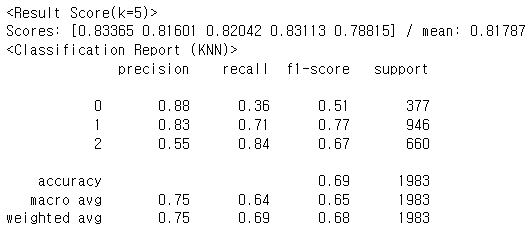 <Result Score(k=5)>
Scores: [0.83365 0.81601 0.82042 0.83113 0.78815] / mean: 0.81787
<Classification Report (KNN)>
precision recall f1-score support
0 0.88 0.36 0.51 377
1 0.83 0.71 0.77 946
2 0.55 0.84 0.67 660
accuracy 0.69 1983
macro avg 0.75 0.64 0.65 1983
weighted avg 0.75 0.69 0.68 1983